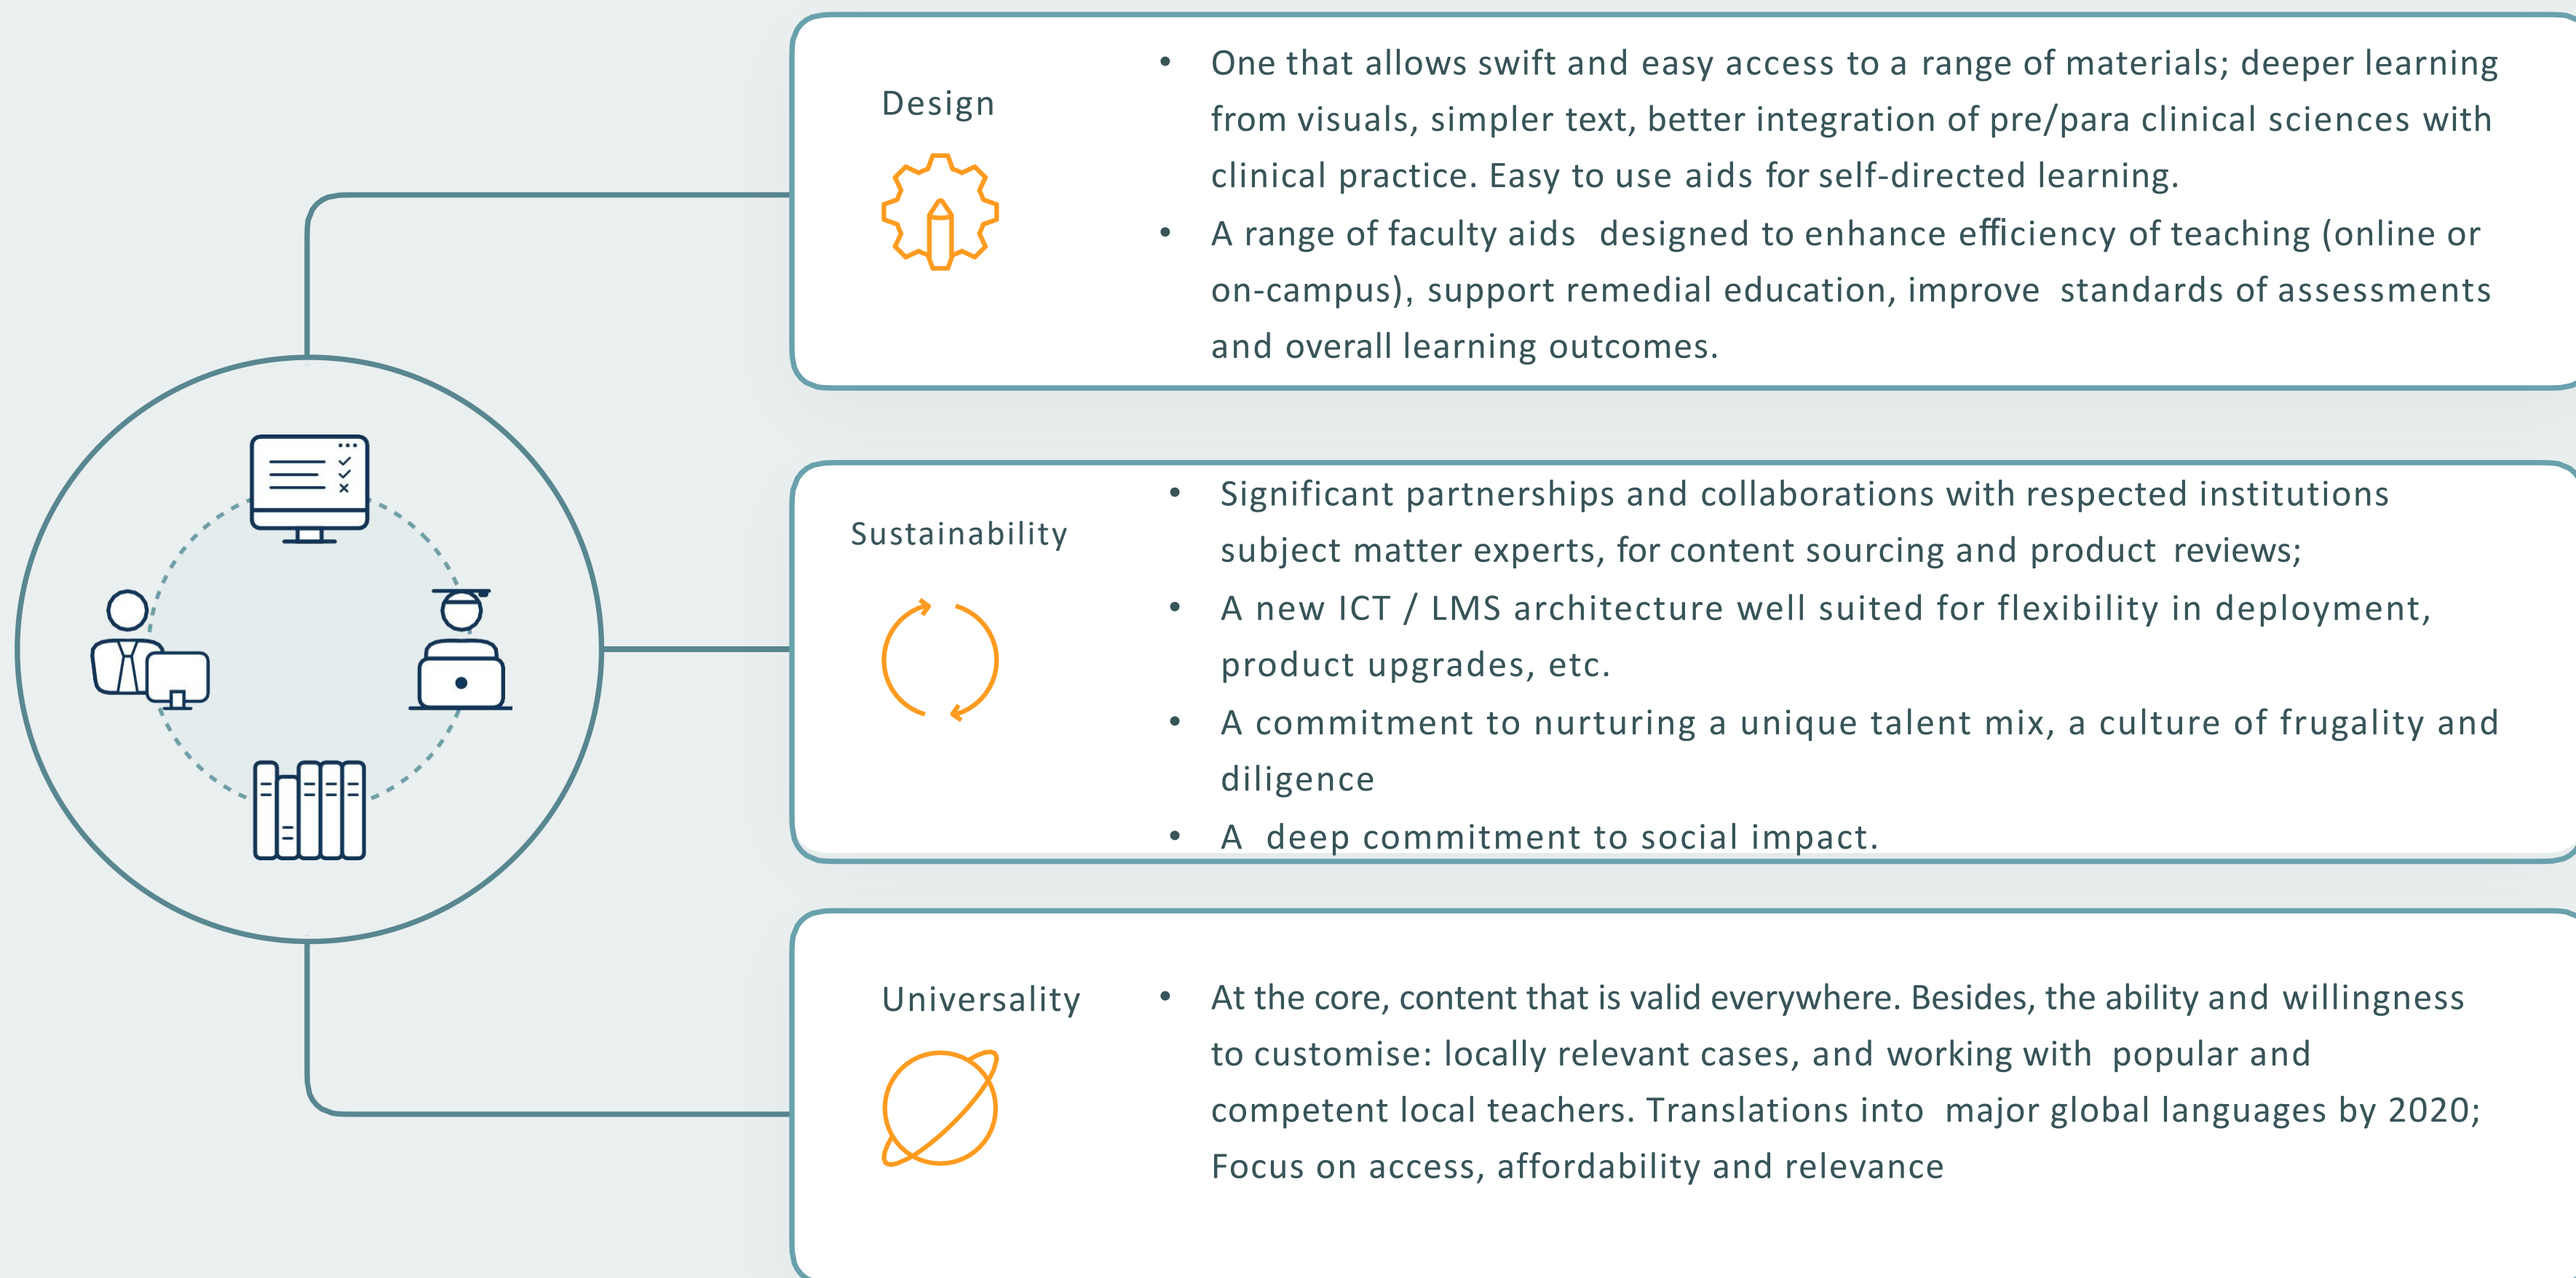 Design
• One that allows swift and easy access to a range of materials; deeper learning
from visuals, simpler text, better integration of pre/para clinical sciences with
clinical practice. Easy to use aids for self-directed learning.
• A range of faculty aids designed to enhance efficiency of teaching (online or
on-campus), support remedial education, improve standards of assessments
and overall learning outcomes.
Sustainability
• Significant partnerships and collaborations with respected institutions
subject matter experts, for content sourcing and product reviews;
• A new ICT / LMS architecture well suited for flexibility in deployment,
product upgrades, etc.
• A commitment to nurturing a unique talent mix, a culture of frugality and
diligence
• A deep commitment to social impact.
Universality
• At the core, content that is valid everywhere. Besides, the ability and willingness
to customise: locally relevant cases, and working with popular and
competent local teachers. Translations into major global languages by 2020;
Focus on access, affordability and relevance